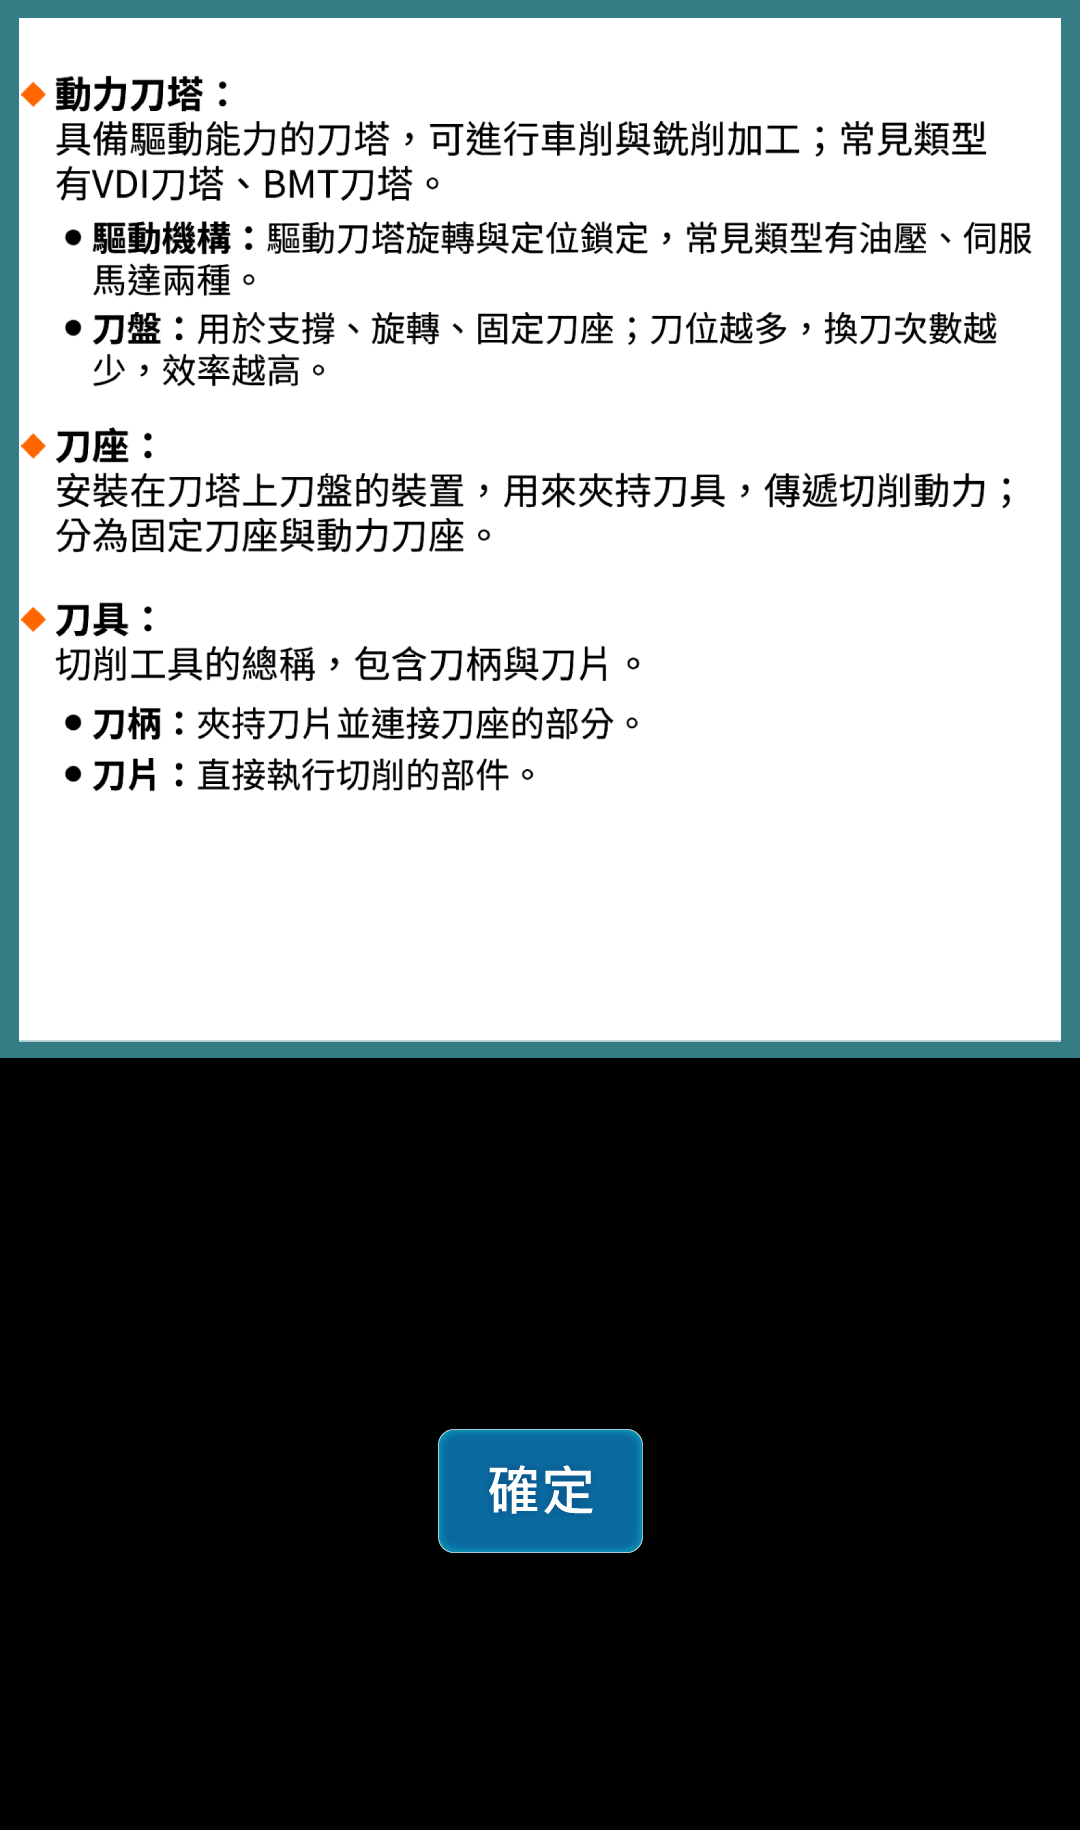 動力刀塔：
具備驅動能力的刀塔，可進行車削與銑削加工；常見類型
有VDI刀塔、BMT刀塔。
驅動機構：驅動刀塔旋轉與定位鎖定，常見類型有油壓、伺服
馬達兩種。
刀盤：用於支撐、旋轉、固定刀座；刀位越多，換刀次數越
少，效率越高。
刀座：
安裝在刀塔上刀盤的裝置，用來夾持刀具，傳遞切削動力；
分為固定刀座與動力刀座。
刀具：
切削工具的總稱，包含刀柄與刀片。
刀柄：夾持刀片並連接刀座的部分。
刀片：直接執行切削的部件。
確定